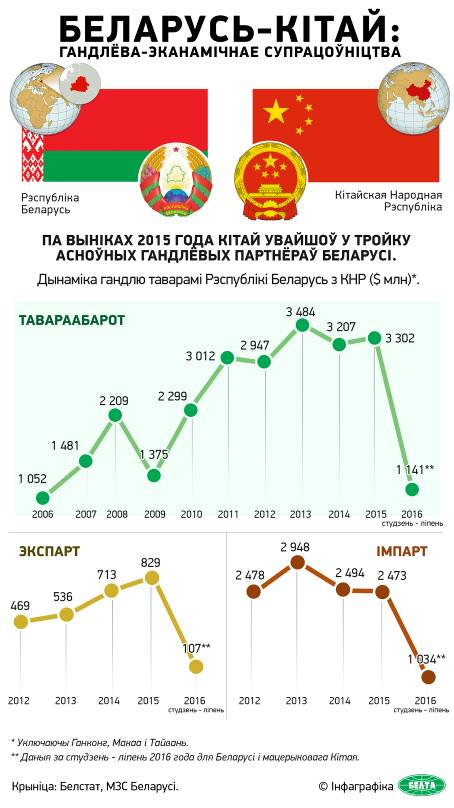 БЕЛАРУСЬ-КІТАЙ:
ГАНДЛЁВА-ЭКАНАМІЧНАЕ СУПРАЦОЎНІЦТВА
Рэспубліка
Беларусь
Кітайская Народная
Рэспубліка
ПА ВЫНІКАХ 2015 ГОДА КІТАЙ УВАЙШОЎ У ТРОЙКУ
АСНОЎНЫХ ГАНДЛЁВЫХ ПАРТНЁРАЎ БЕЛАРУСІ.
Дынаміка гандлю таварамі Рэспублікі Беларусь з КНР ($ млн)*.
ТАВАРААБАРОТ
1 052
1 481
2 209
1 375
2 299
3 012
2 947
3 484
3 207
3 302
1 141**
2006 2007 2008 2009 2010 2011 2012 2013 2014 2015 2016
студзень - ліпень
ЭКСПАРТ
469
536
713
829
107**
2012 2013 2014 2015 2016
студзень - ліпень
ІМПАРТ
2 478
2 948
2 494
2 473
1 034**
2012 2013 2014 2015 2016
студзень - ліпень
* Уключаючы Ганконг, Макаа і Тайвань.
** Даныя за студзень - ліпень 2016 года для Беларусі і мацерыковага Кітая.
Крыніца: Белстат, МЗС Беларусі.
© Інфаграфіка БЕЛТА